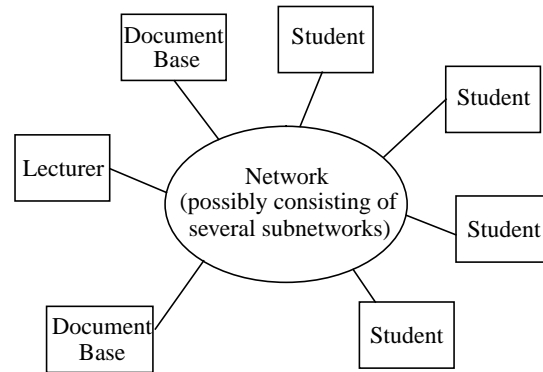 Document
Base
Student
Student
Lecturer
Network
(possibly consisting of
several subnetworks)
Student
Document
Base
Student